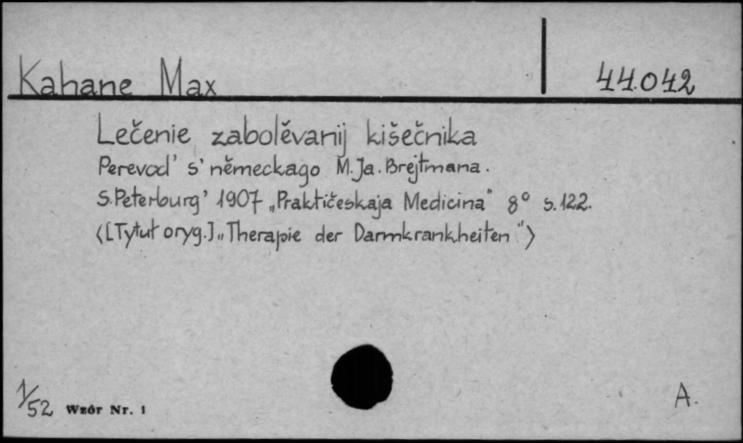 Kahane Max
44.042
Lečenie zabolěvanij kišečnika
Perevod' s' německago M.Ja. Brejtmana.
S.Peterburg' 1907 „Praktičeskaja Medicina" 8° s.122.
<[Tytuł oryg.] „Therapie der Darmkrankheiten">
1/52 Wzór Nr. 1
A.